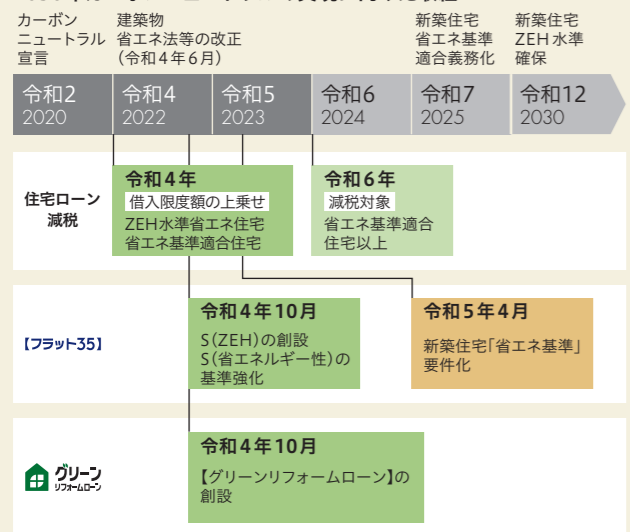 カーボン
ニュートラル
宣言
建築物
省エネ法等の改正
(令和4年6月)
新築住宅
省エネ基準
適合義務化
新築住宅
ZEH水準
確保
令和2
2020
令和4
2022
令和5
2023
令和6
2024
令和7
2025
令和12
2030
住宅ローン
減税
令和4年
借入限度額の上乗せ
ZEH水準省エネ住宅
省エネ基準適合住宅
令和6年
減税対象
省エネ基準適合
住宅以上
【フラット35】
令和4年10月
S(ZEH)の創設
S(省エネルギー性)の
基準強化
令和5年4月
新築住宅「省エネ基準」
要件化
グリーン
リフォームローン
令和4年10月
【グリーンリフォームローン】の
創設